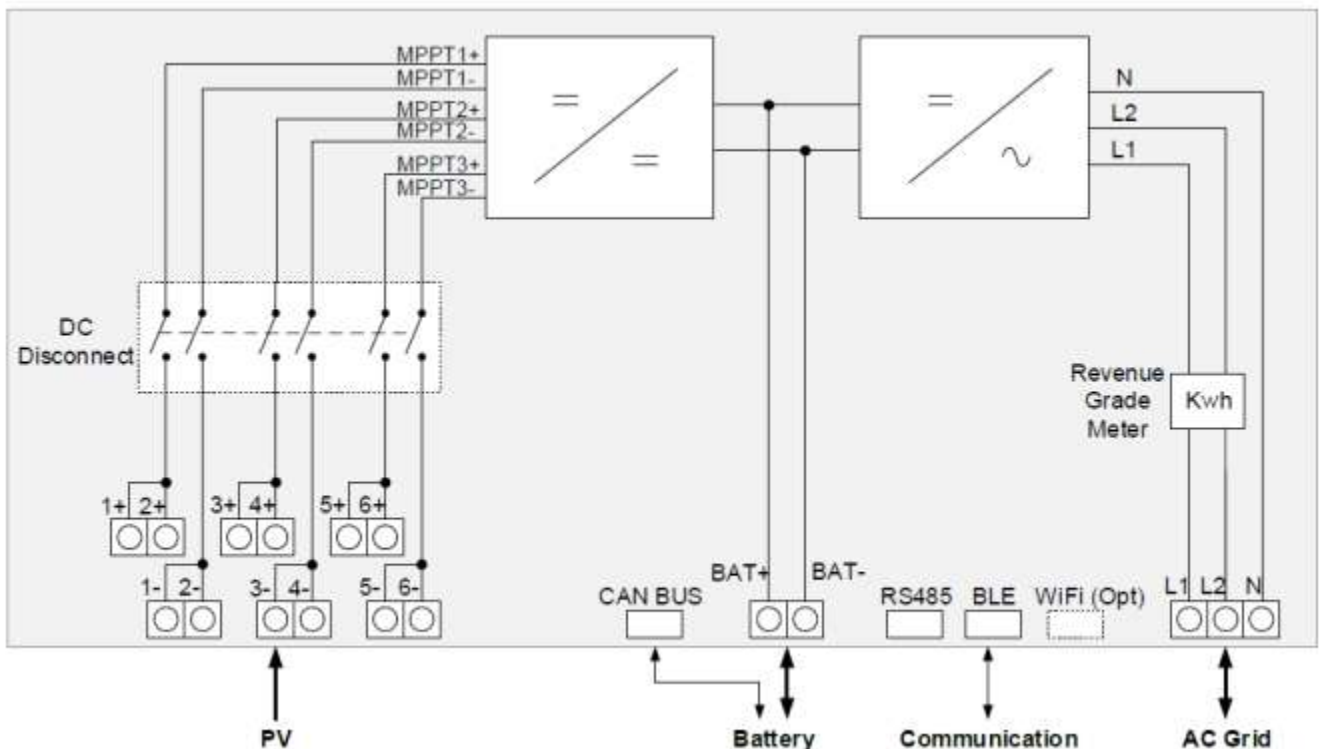 MPPT1+
MPPT1-
MPPT2+
MPPT2-
MPPT3+
MPPT3-
N
L2
L1
DC
Disconnect
Revenue
Grade
Meter
Kwh
1+ 2+ 3+ 4+ 5+ 6+
1- 2- 3- 4- 5- 6-
CAN BUS
BAT+ BAT-
RS485 BLE WiFi (Opt)
L1 L2 N
PV
Battery
Communication
AC Grid